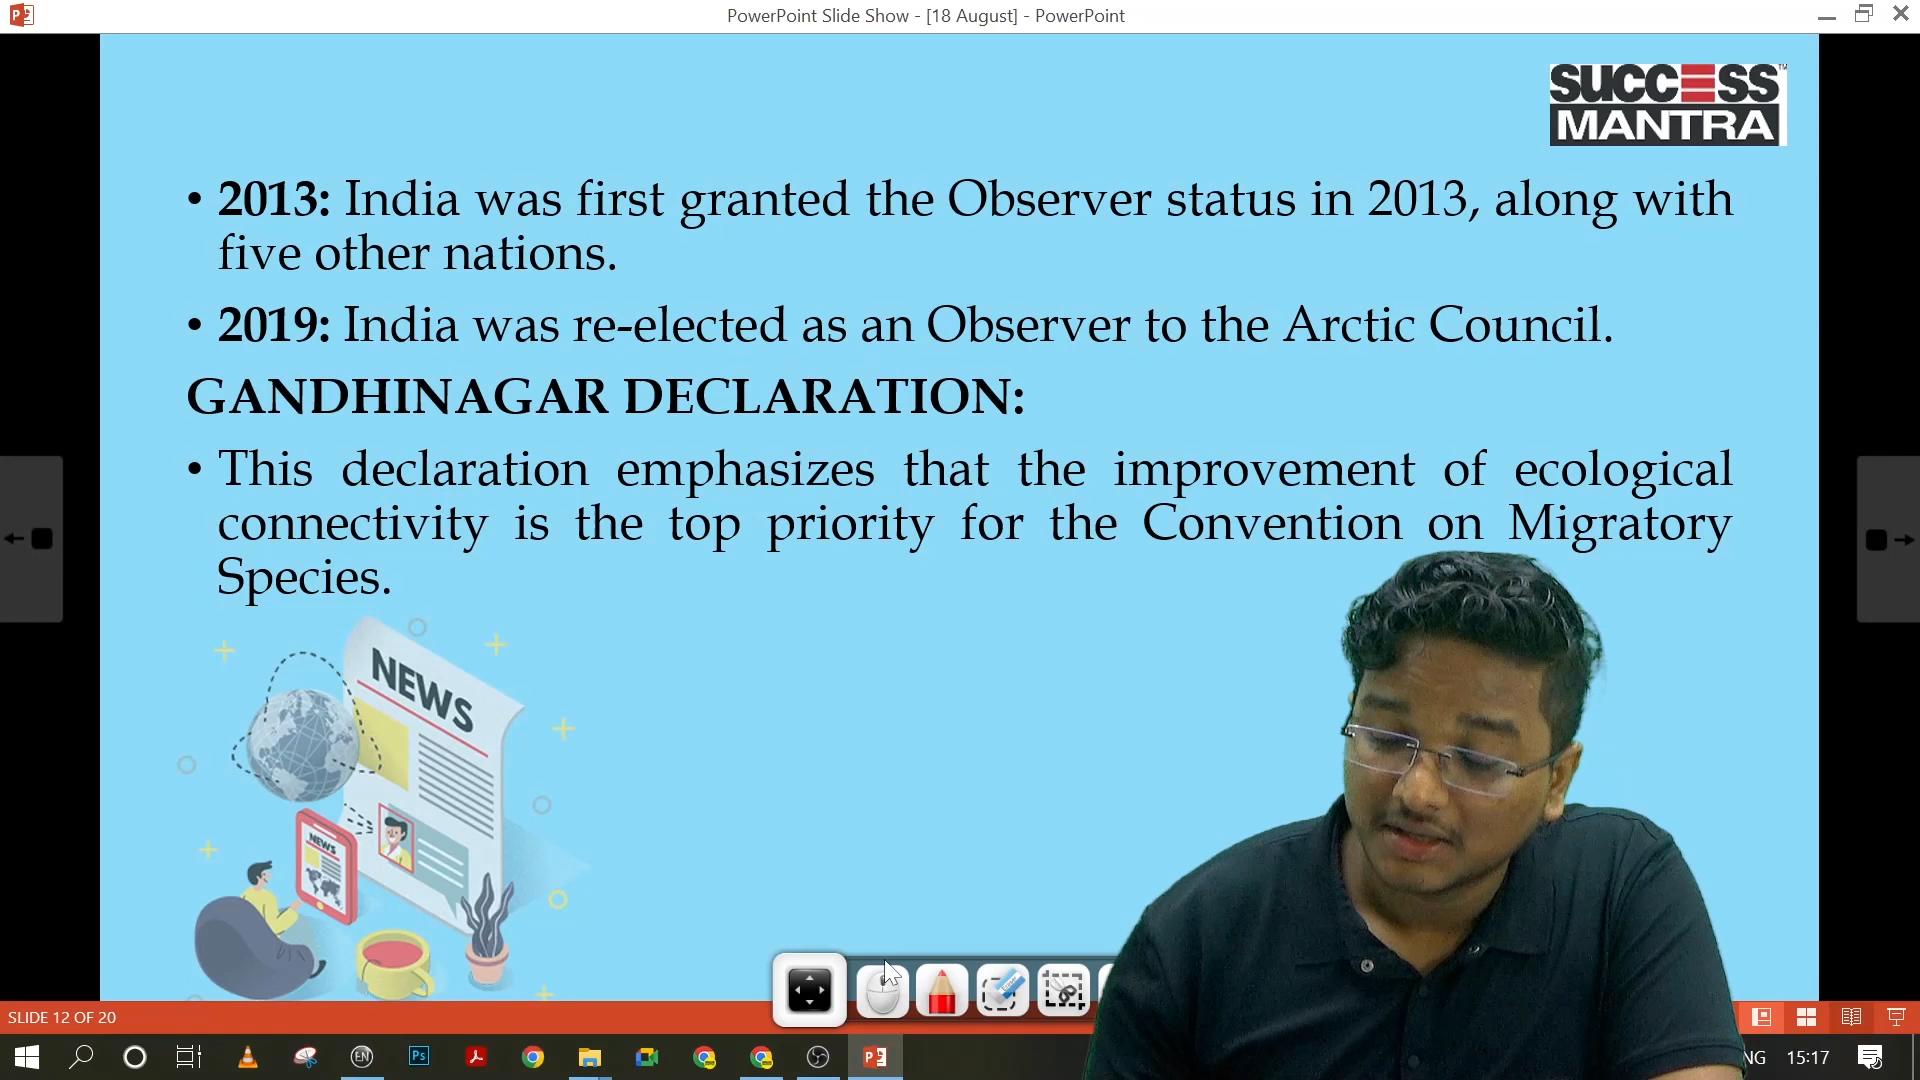 PowerPoint Slide Show - [18 August] - PowerPoint
SUCCESS
MANTRA
• 2013: India was first granted the Observer status in 2013, along with
five other nations.
• 2019: India was re-elected as an Observer to the Arctic Council.
GANDHINAGAR DECLARATION:
• This declaration emphasizes that the improvement of ecological
connectivity is the top priority for the Convention on Migratory
Species.
NEWS
NEWS
SLIDE 12 OF 20
EN
Ps
NG
15:17